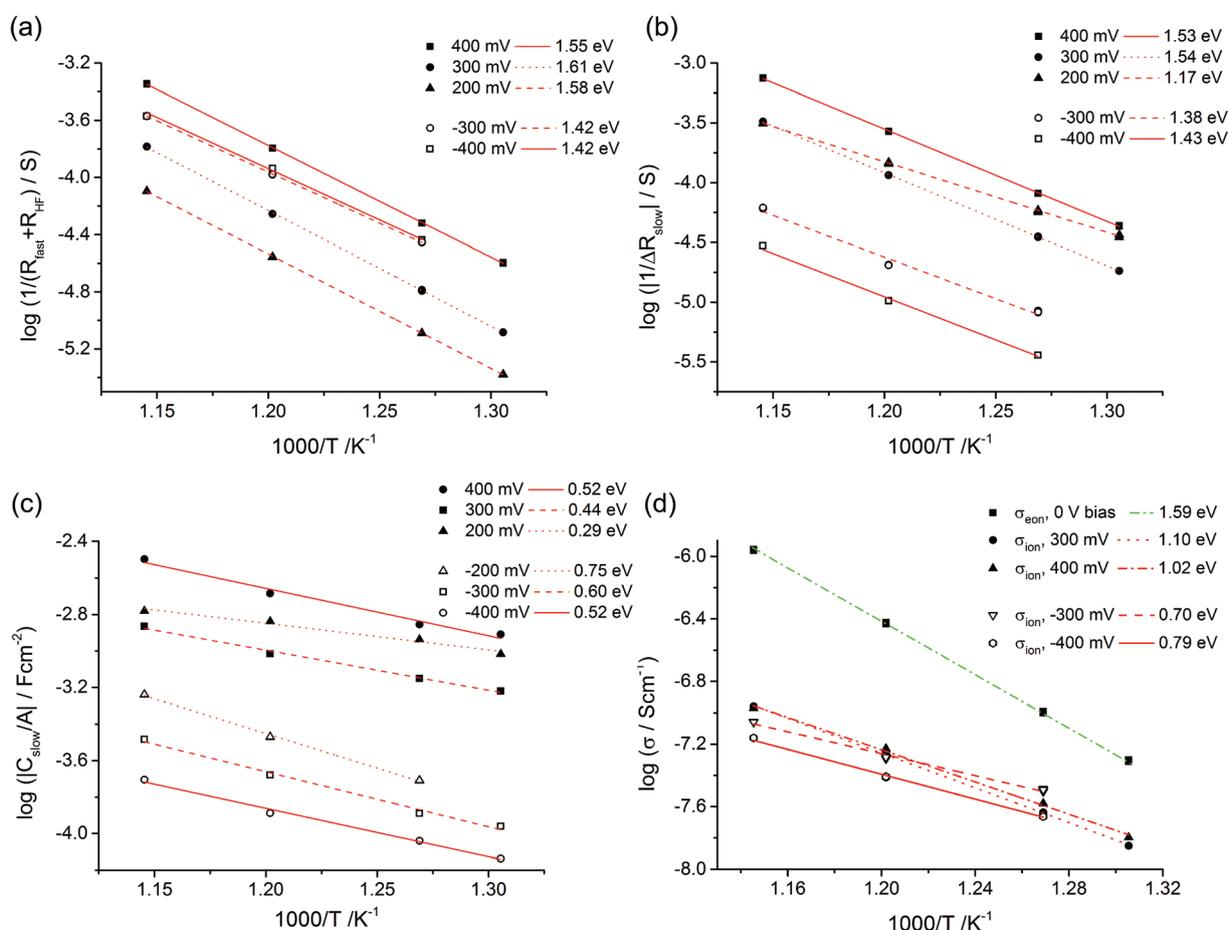 (a)
400 mV 1.55 eV
300 mV 1.61 eV
200 mV 1.58 eV
-300 mV 1.42 eV
-400 mV 1.42 eV
log (1/(R_fast+R_HF) / S)
-3.2
-3.6
-4.0
-4.4
-4.8
-5.2
1.15 1.20 1.25 1.30
1000/T /K⁻¹
(b)
400 mV 1.53 eV
300 mV 1.54 eV
200 mV 1.17 eV
-300 mV 1.38 eV
-400 mV 1.43 eV
log (|1/ΔR_slow| / S)
-3.0
-3.5
-4.0
-4.5
-5.0
-5.5
1.15 1.20 1.25 1.30
1000/T /K⁻¹
(c)
400 mV 0.52 eV
300 mV 0.44 eV
200 mV 0.29 eV
-200 mV 0.75 eV
-300 mV 0.60 eV
-400 mV 0.52 eV
log (|C_slow/A| / Fcm⁻²)
-2.4
-2.8
-3.2
-3.6
-4.0
1.15 1.20 1.25 1.30
1000/T /K⁻¹
(d)
σ_eon, 0 V bias 1.59 eV
σ_ion, 300 mV 1.10 eV
σ_ion, 400 mV 1.02 eV
σ_ion, -300 mV 0.70 eV
σ_ion, -400 mV 0.79 eV
log (σ / Scm⁻¹)
-6.0
-6.4
-6.8
-7.2
-7.6
-8.0
1.16 1.20 1.24 1.28 1.32
1000/T /K⁻¹